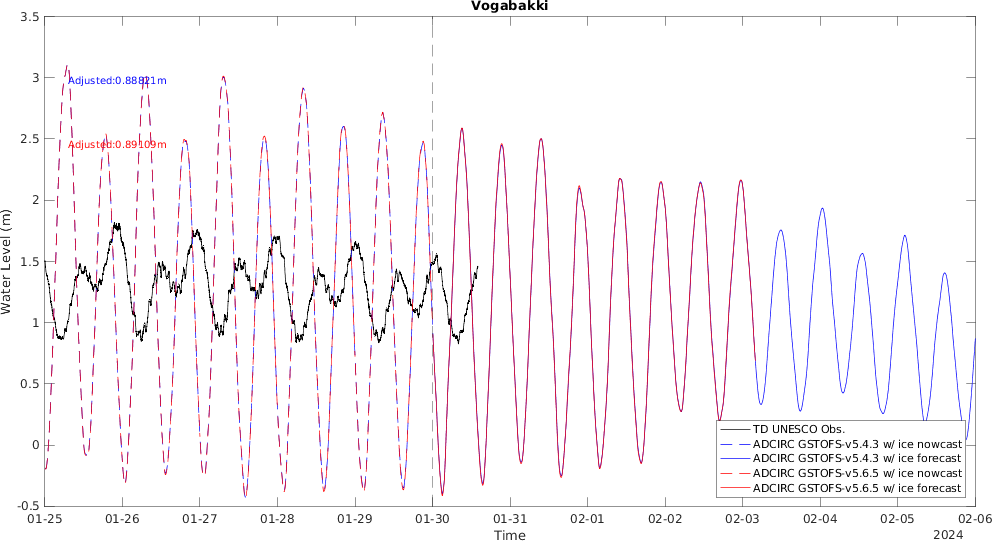 Vogabakki
3.5
3
2.5
2
1.5
1
0.5
0
-0.5
Water Level (m)
Adjusted:0.88821m
Adjusted:0.89109m
TD UNESCO Obs.
ADCIRC GSTOFS-v5.4.3 w/ ice nowcast
ADCIRC GSTOFS-v5.4.3 w/ ice forecast
ADCIRC GSTOFS-v5.6.5 w/ ice nowcast
ADCIRC GSTOFS-v5.6.5 w/ ice forecast
01-25 01-26 01-27 01-28 01-29 01-30 01-31 02-01 02-02 02-03 02-04 02-05 02-06
Time
2024